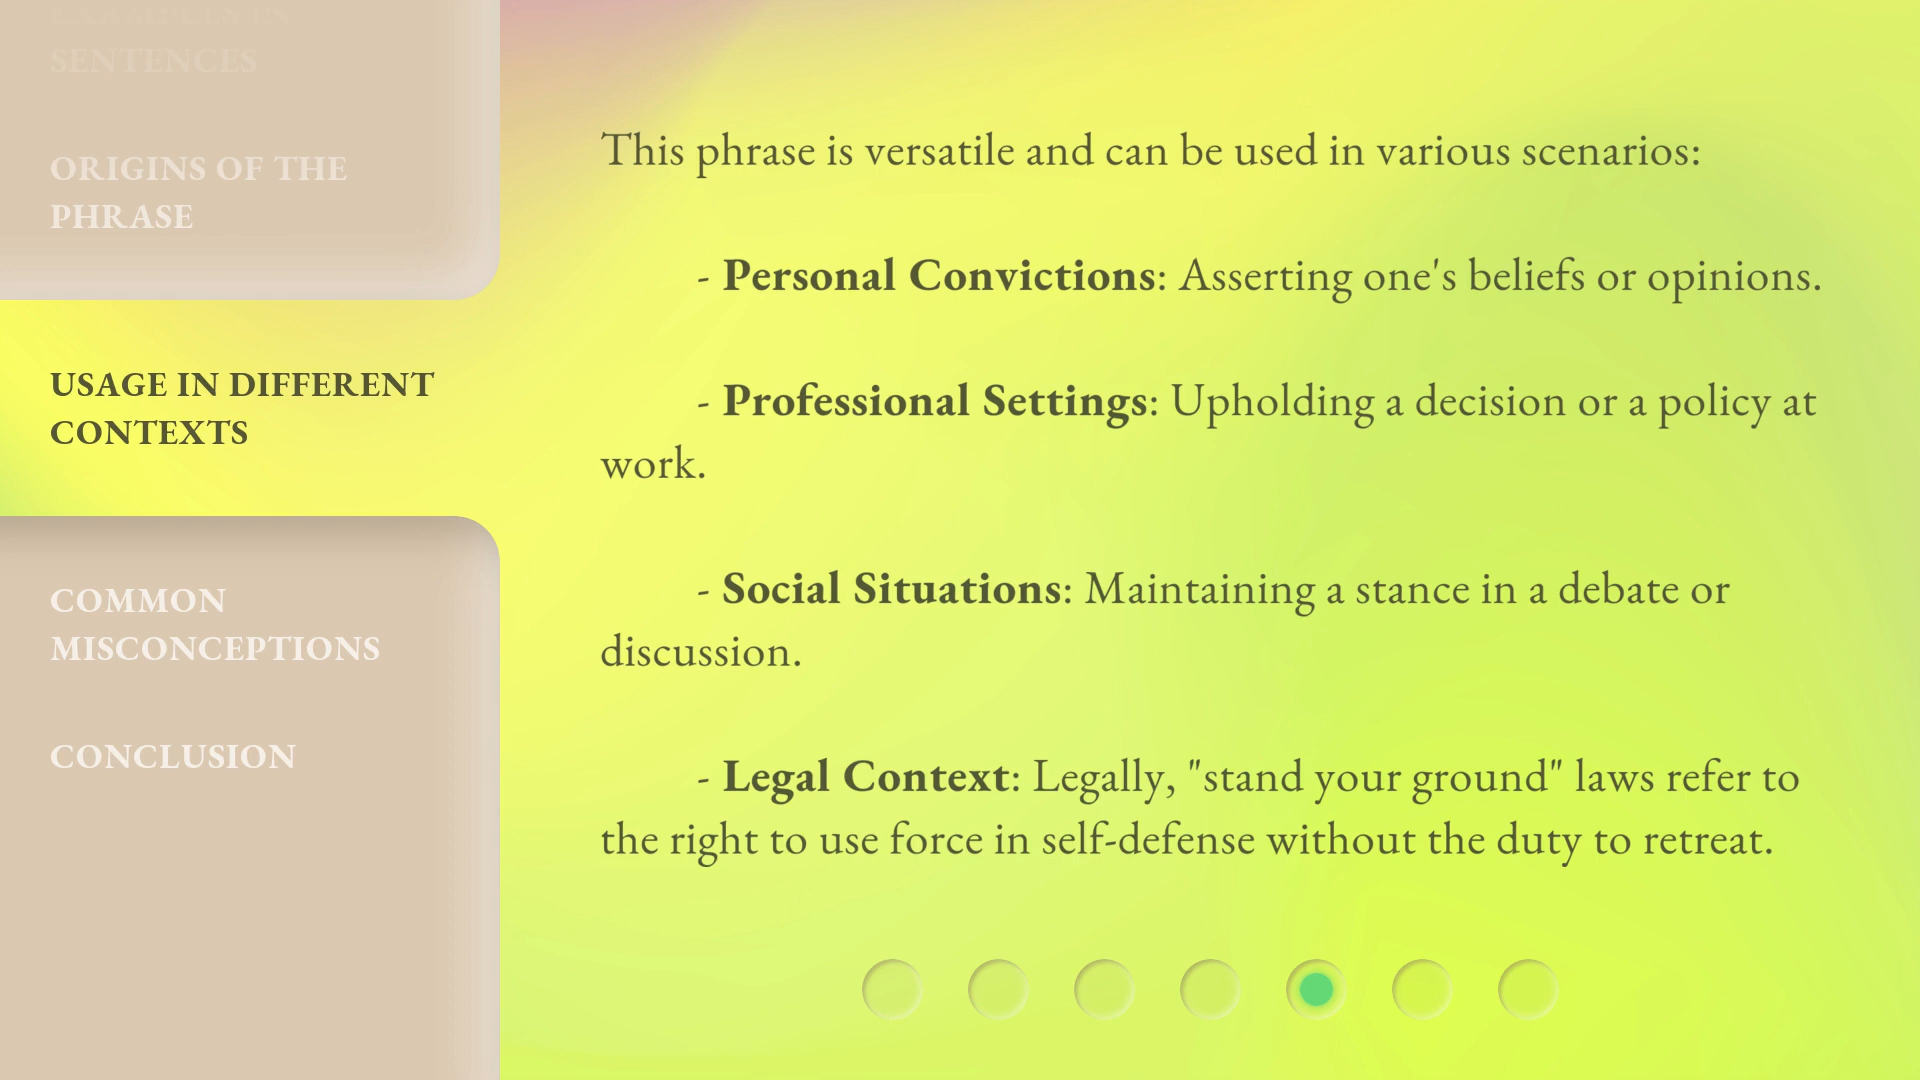 SENTENCES
ORIGINS OF THE
PHRASE
USAGE IN DIFFERENT
CONTEXTS
COMMON
MISCONCEPTIONS
CONCLUSION
This phrase is versatile and can be used in various scenarios:
- Personal Convictions: Asserting one's beliefs or opinions.
- Professional Settings: Upholding a decision or a policy at
work.
- Social Situations: Maintaining a stance in a debate or
discussion.
- Legal Context: Legally, "stand your ground" laws refer to
the right to use force in self-defense without the duty to retreat.